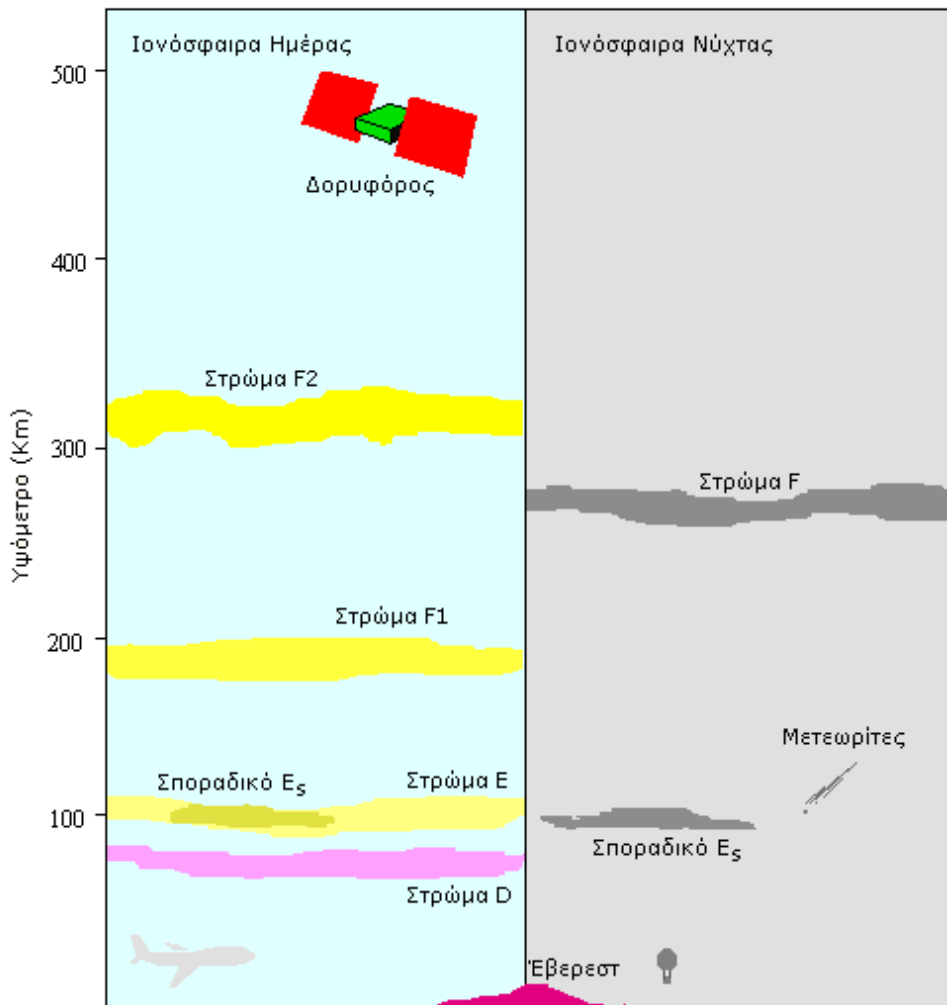 Ιονόσφαιρα Ημέρας
Ιονόσφαιρα Νύχτας
500
Δορυφόρος
400
Στρώμα F2
Υψόμετρο (Km)
300
Στρώμα F
Στρώμα F1
200
Μετεωρίτες
Σποραδικό Es
Στρώμα E
100
Σποραδικό Es
Στρώμα D
Έβερεστ